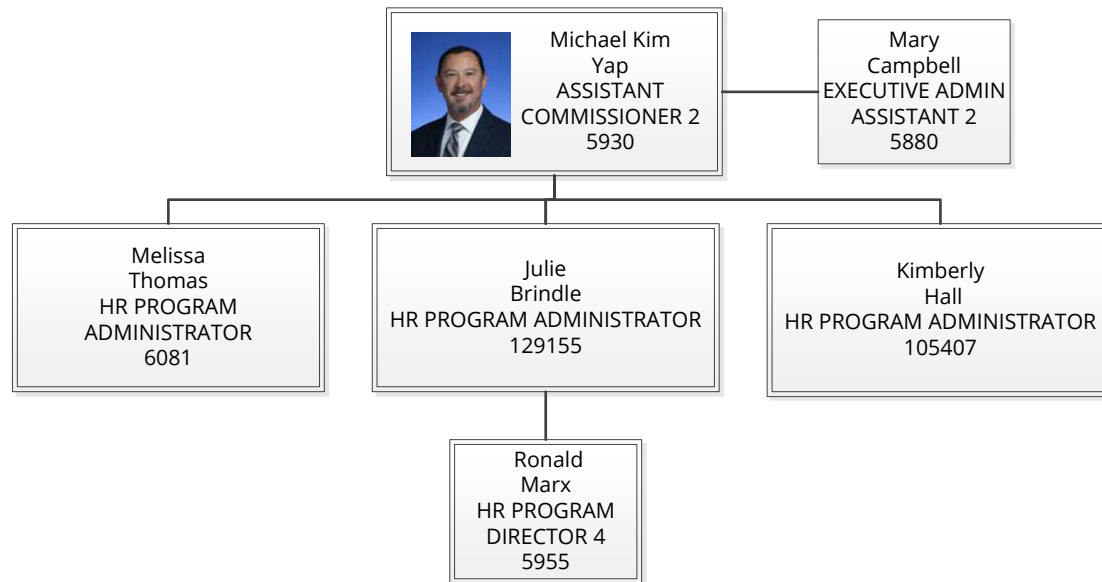 Michael Kim
Yap
ASSISTANT
COMMISSIONER 2
5930
Mary
Campbell
EXECUTIVE ADMIN
ASSISTANT 2
5880
Melissa
Thomas
HR PROGRAM
ADMINISTRATOR
6081
Julie
Brindle
HR PROGRAM ADMINISTRATOR
129155
Kimberly
Hall
HR PROGRAM ADMINISTRATOR
105407
Ronald
Marx
HR PROGRAM
DIRECTOR 4
5955